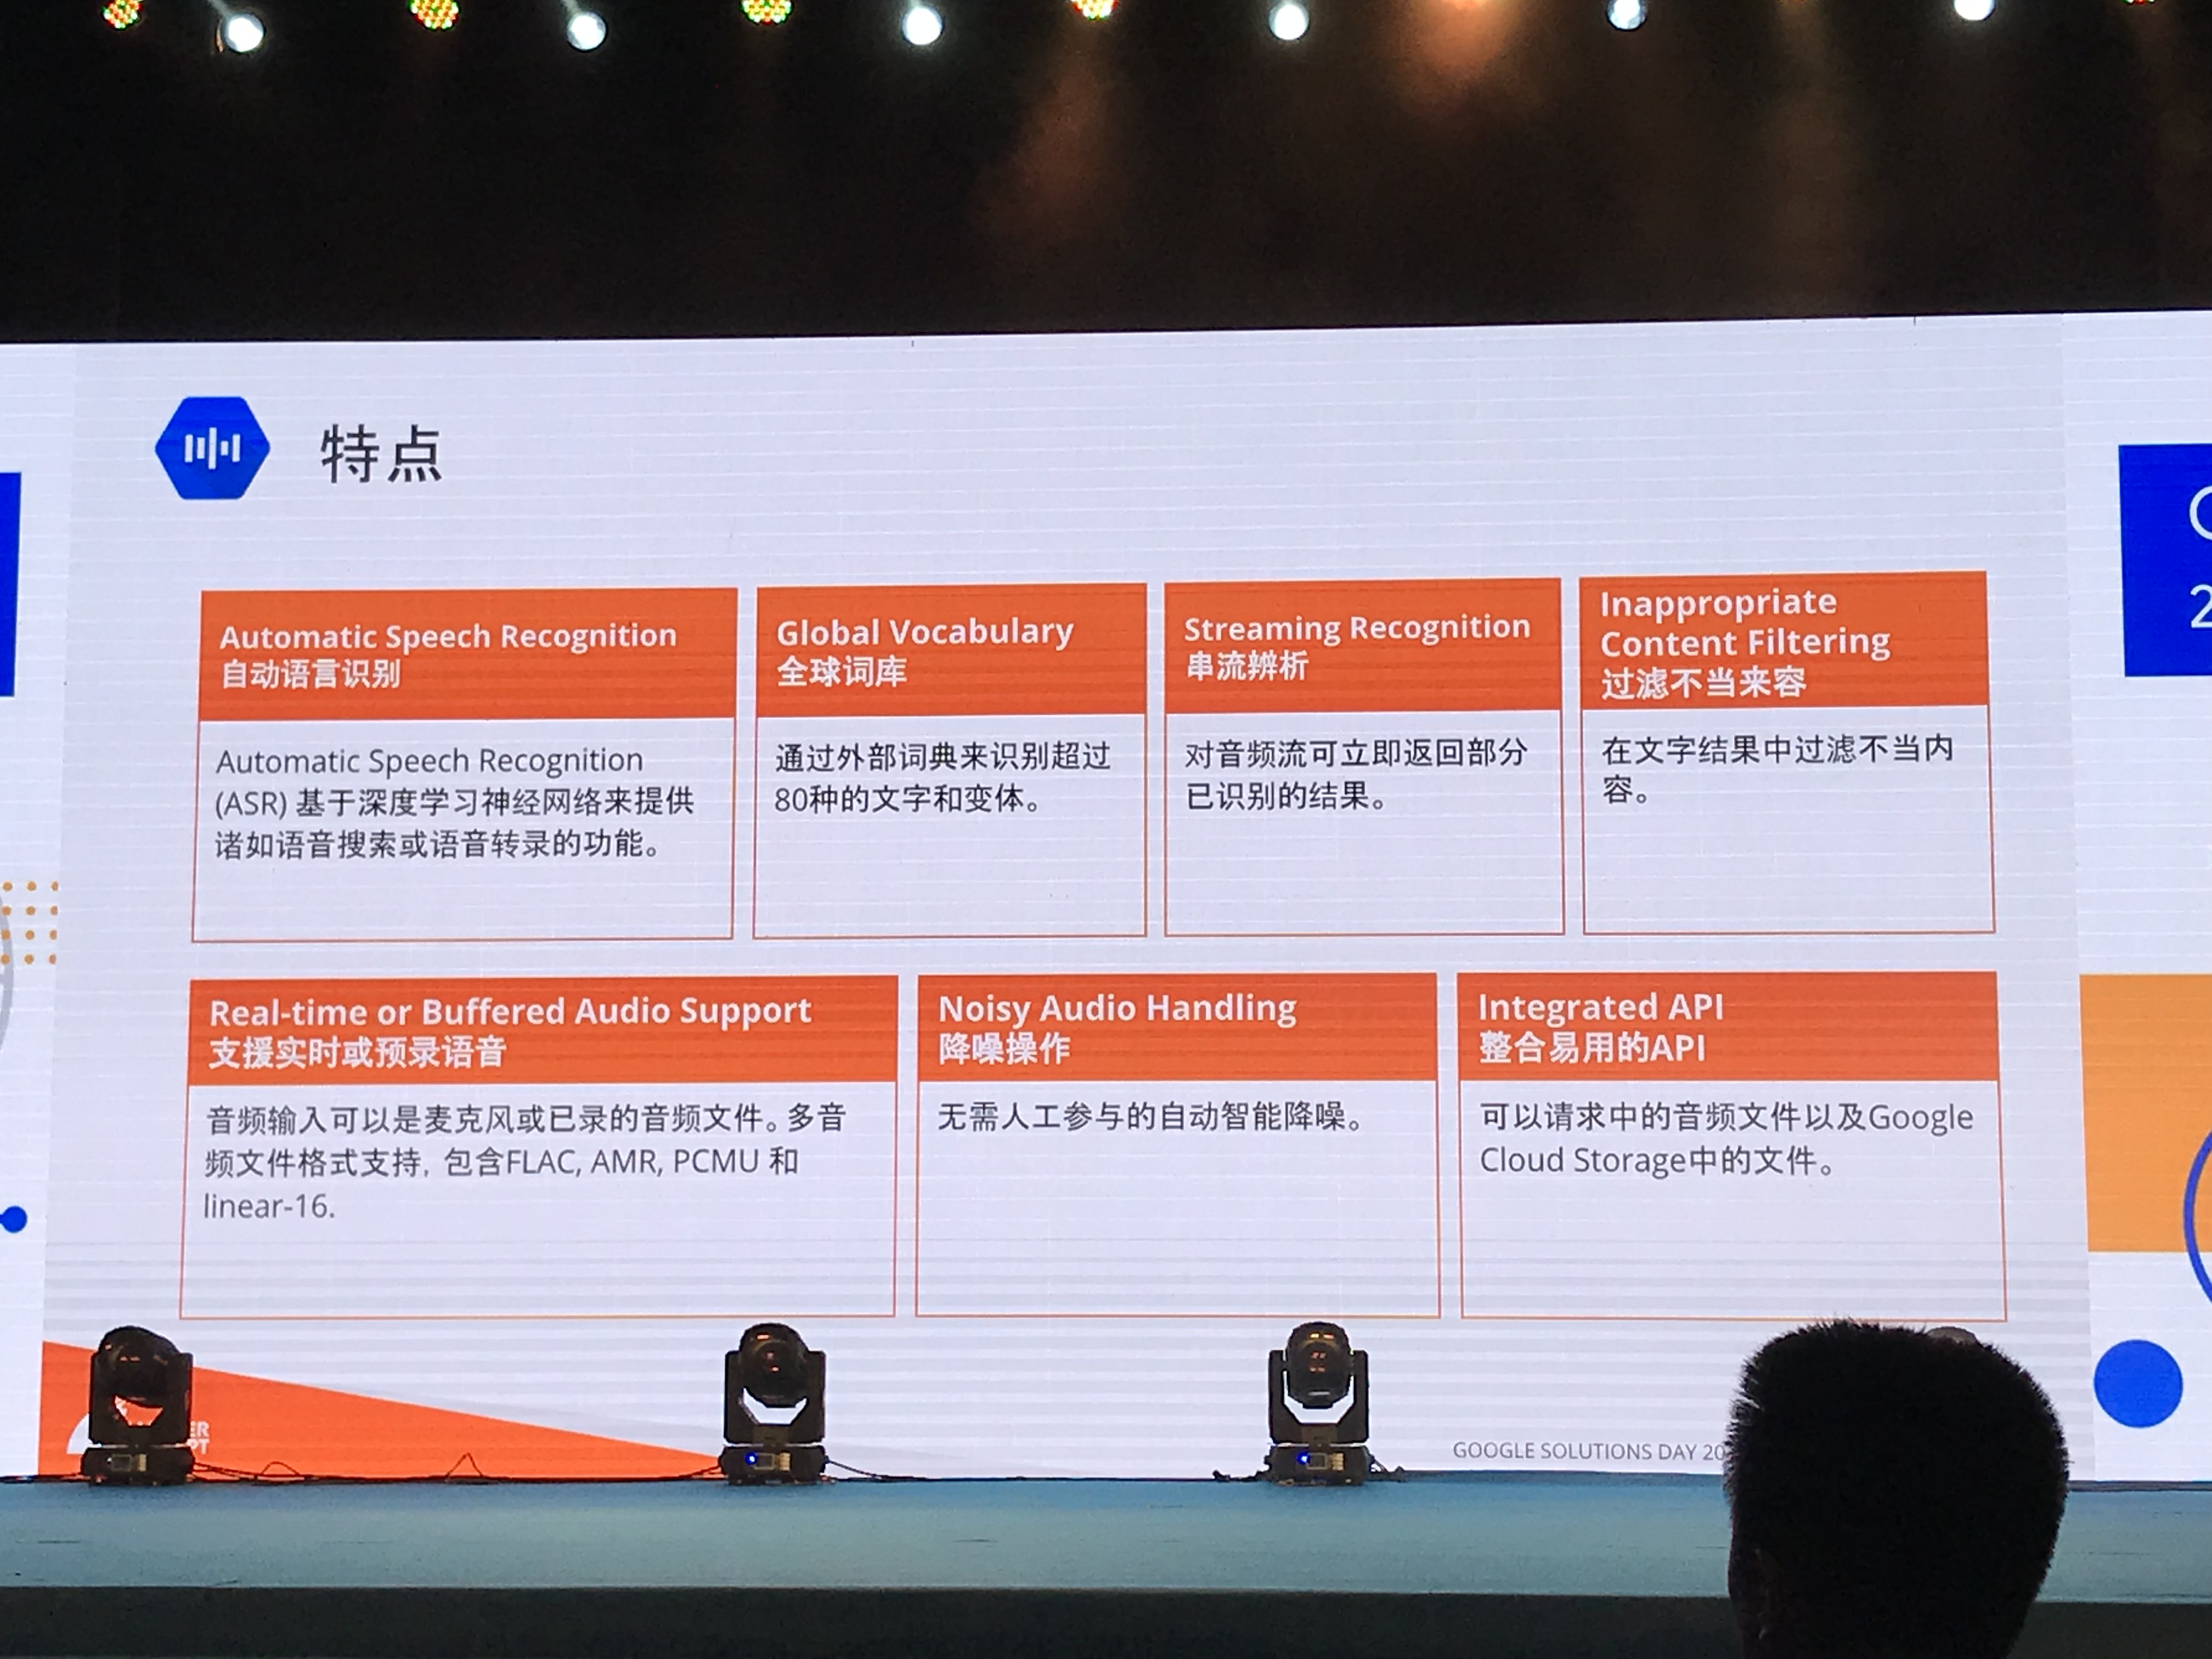 特点
Automatic Speech Recognition
自动语言识别
Automatic Speech Recognition
(ASR) 基于深度学习神经网络来提供
诸如语音搜索或语音转录的功能。
Global Vocabulary
全球词库
通过外部词典来识别超过
80种的文字和变体。
Streaming Recognition
串流辨析
对音频流可立即返回部分
已识别的结果。
Inappropriate
Content Filtering
过滤不当来容
在文字结果中过滤不当内
容。
Real-time or Buffered Audio Support
支援实时或预录语音
音频输入可以是麦克风或已录的音频文件。多音
频文件格式支持, 包含FLAC, AMR, PCMU 和
linear-16.
Noisy Audio Handling
降噪操作
无需人工参与的自动智能降噪。
Integrated API
整合易用的API
可以请求中的音频文件以及Google
Cloud Storage中的文件。
GOOGLE SOLUTIONS DAY